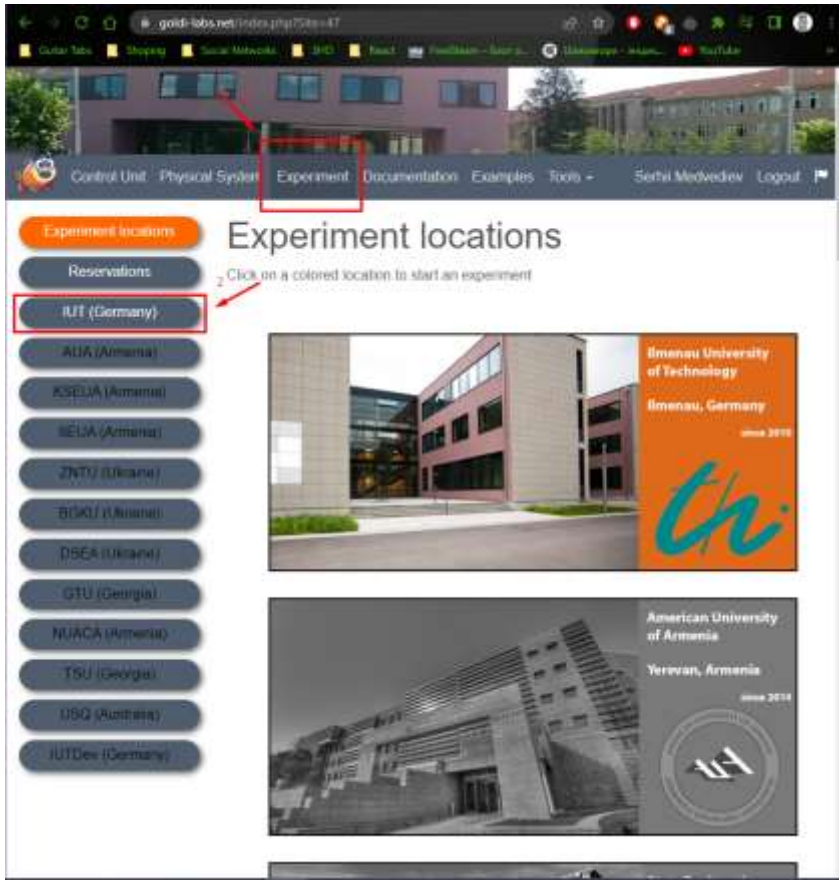 goldi-labs.net/index.php?Site=47
Guitar Tabs Shoping Social Networks React YouTube
Control Unit Physical System Experiment Documentation Examples Tools Serhii Medvediev Logout
Experiment locations
Reservations
IUT (Germany)
AUA (Armenia)
KSEUA (Armenia)
IIEUA (Armenia)
ZNTU (Ukraine)
BGKU (Ukraine)
DSEA (Ukraine)
GTU (Georgia)
NUACA (Armenia)
TSU (Georgia)
USQ (Australia)
IUTDev (Germany)
Experiment locations
2 Click on a colored location to start an experiment
Ilmenau University
of Technology
Ilmenau, Germany
since 2010
th
American University
of Armenia
Yerevan, Armenia
since 2014